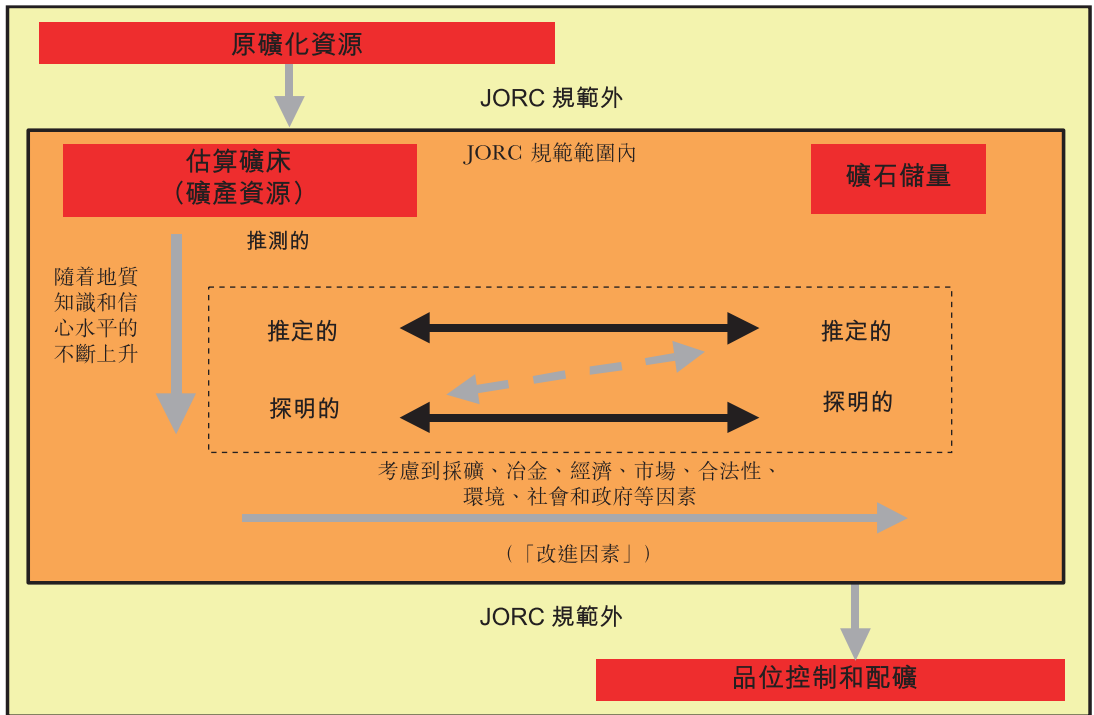 原礦化資源
JORC 規範外
JORC 規範範圍內
估算礦床
（礦產資源）
礦石儲量
推測的
隨着地質
知識和信
心水平的
不斷上升
推定的
推定的
探明的
探明的
考慮到採礦、冶金、經濟、市場、合法性、
環境、社會和政府等因素
（「改進因素」）
JORC 規範外
品位控制和配礦